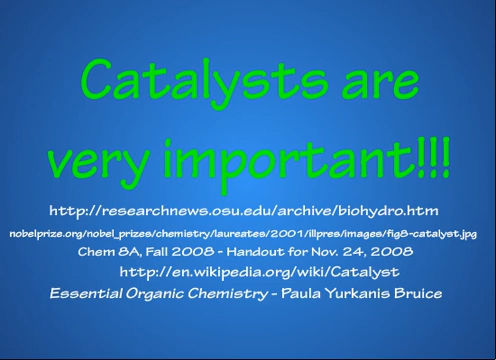 Catalysts are
very important!!!
http://researchnews.osu.edu/archive/biohydro.htm
nobelprize.org/nobel_prizes/chemistry/laureates/2001/illpres/images/fig8-catalyst.jpg
Chem 8A, Fall 2008 - Handout for Nov. 24, 2008
http://en.wikipedia.org/wiki/Catalyst
Essential Organic Chemistry - Paula Yurkanis Bruice